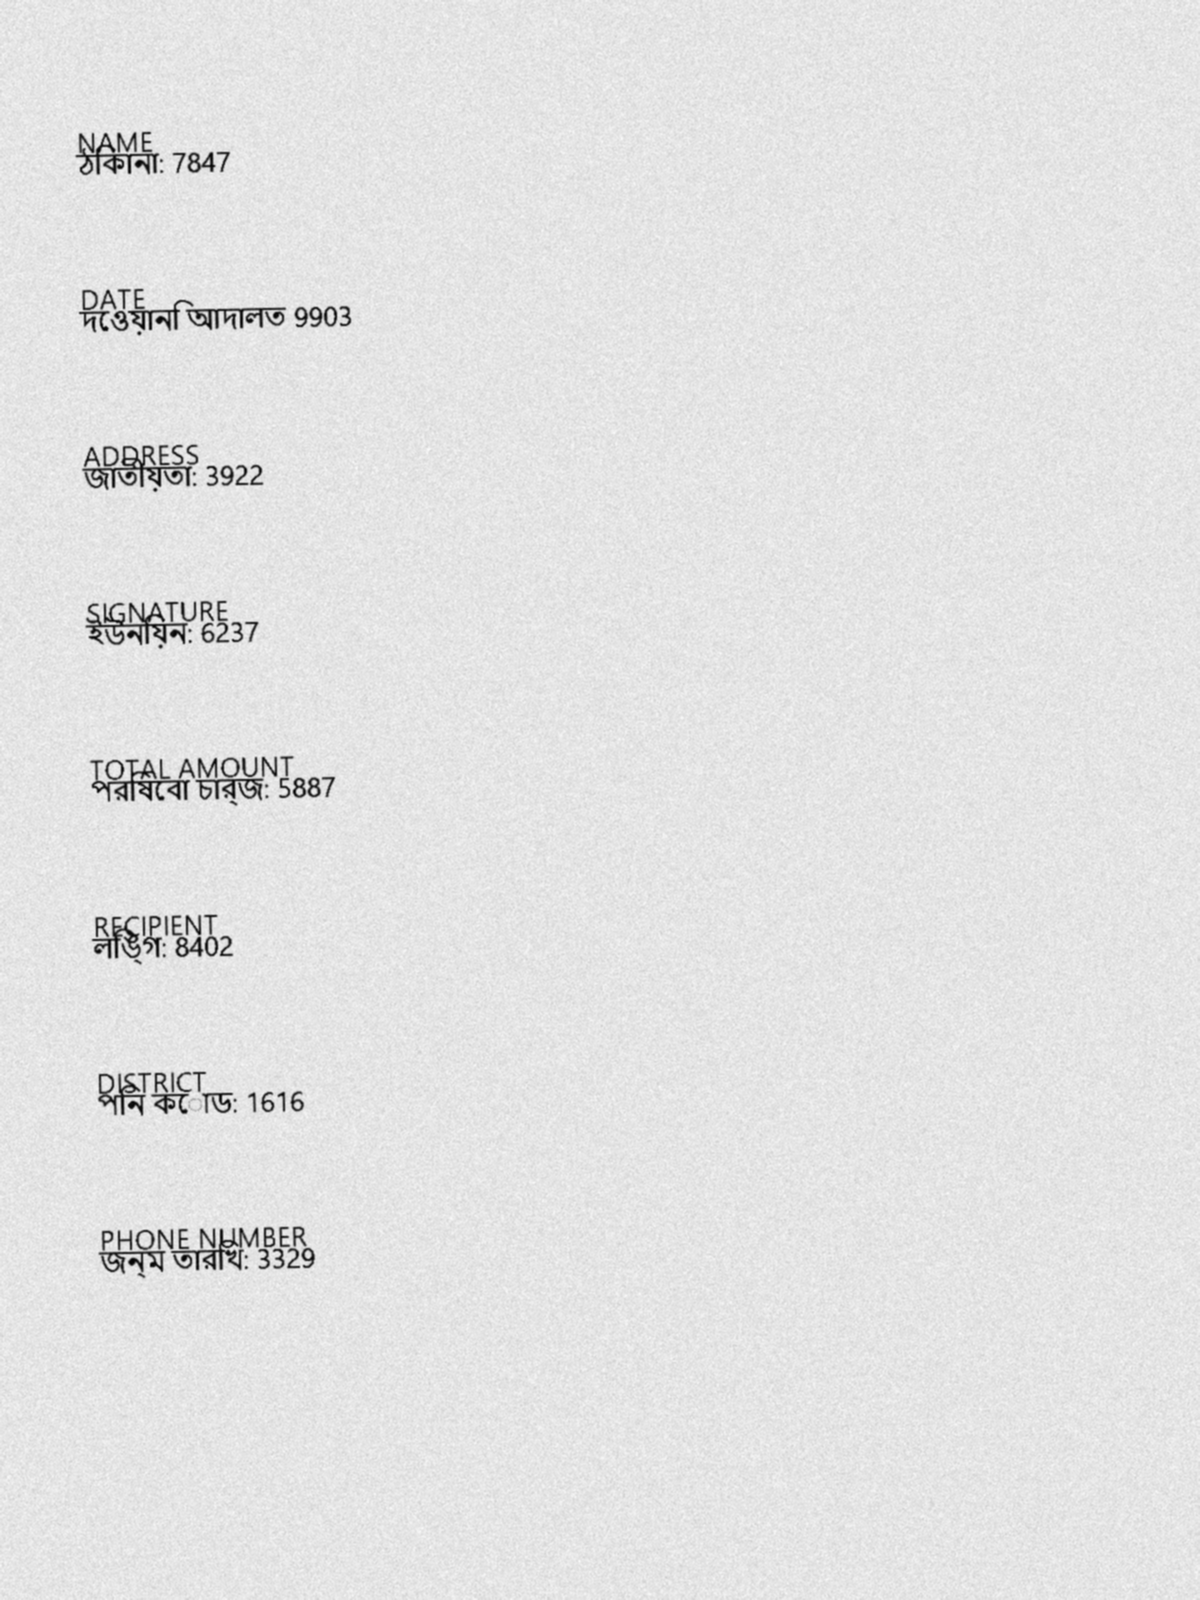 NAME
ঠিকানা: 7847
DATE
দেওয়ানি আদালত 9903
ADDRESS
জাতীয়তা: 3922
SIGNATURE
ইউনিয়ন: 6237
TOTAL AMOUNT
পরিষেবা চার্জ: 5887
RECIPIENT
লিঙ্গ: 8402
DISTRICT
পিন কোড: 1616
PHONE NUMBER
জন্ম তারিখ: 3329